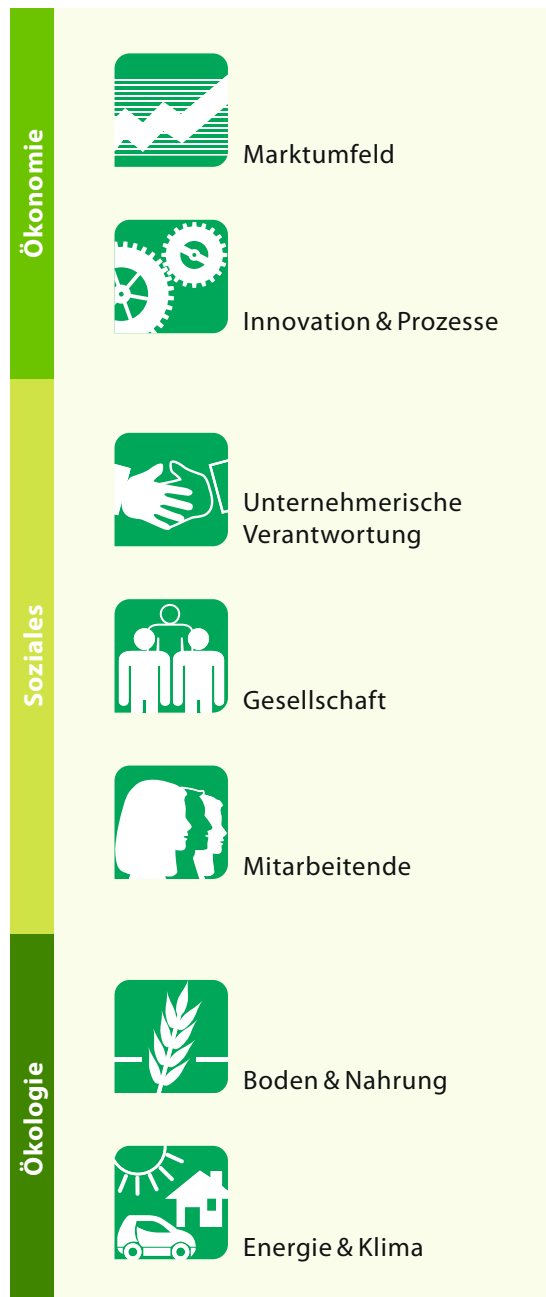 Ökonomie
Marktumfeld
Innovation & Prozesse
Soziales
Unternehmerische
Verantwortung
Gesellschaft
Mitarbeitende
Ökologie
Boden & Nahrung
Energie & Klima